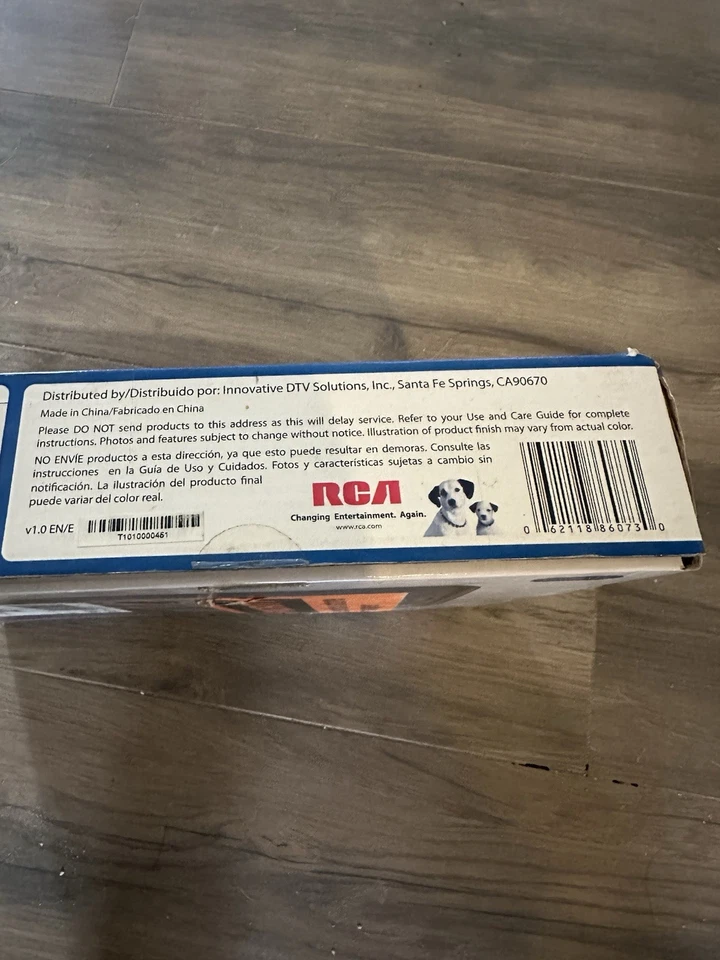 Distributed by/Distribuido por: Innovative DTV Solutions, Inc., Santa Fe Springs, CA90670
Made in China/Fabricado en China
Please DO NOT send products to this address as this will delay service. Refer to your Use and Care Guide for complete
instructions. Photos and features subject to change without notice. Illustration of product finish may vary from actual color.
NO ENVÍE productos a esta dirección, ya que esto puede resultar en demoras. Consulte las
instrucciones en la Guía de Uso y Cuidados. Fotos y características sujetas a cambio sin
notificación. La ilustración del producto final
puede variar del color real.
RCA
Changing Entertainment. Again.
www.rca.com
v1.0 EN/E
T1010000451
0 62118 86073 0